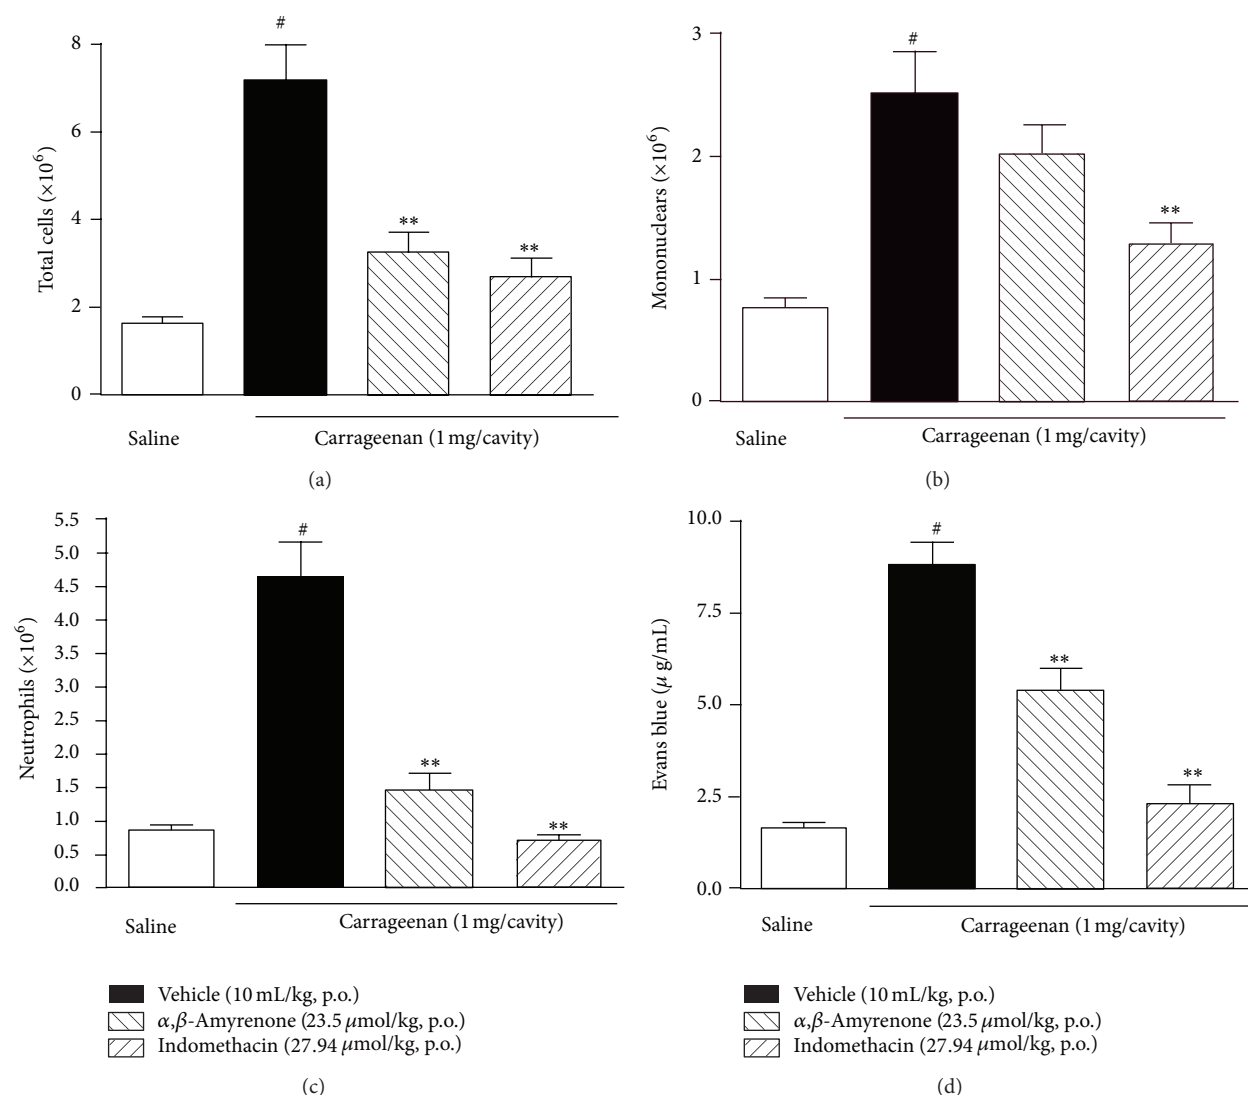 #
8
6
4
2
0
Total cells (×10⁶)
**
**
Saline
Carrageenan (1 mg/cavity)
(a)
#
3
2
1
0
Mononuclears (×10⁶)
**
Saline
Carrageenan (1 mg/cavity)
(b)
#
5.5
5.0
4.5
4.0
3.5
3.0
2.5
2.0
1.5
1.0
0.5
0.0
Neutrophils (×10⁶)
**
**
Saline
Carrageenan (1 mg/cavity)
Vehicle (10 mL/kg, p.o.)
α,β-Amyrenone (23.5 μmol/kg, p.o.)
Indomethacin (27.94 μmol/kg, p.o.)
(c)
#
10.0
7.5
5.0
2.5
0.0
Evans blue (μ g/mL)
**
**
Saline
Carrageenan (1 mg/cavity)
Vehicle (10 mL/kg, p.o.)
α,β-Amyrenone (23.5 μmol/kg, p.o.)
Indomethacin (27.94 μmol/kg, p.o.)
(d)